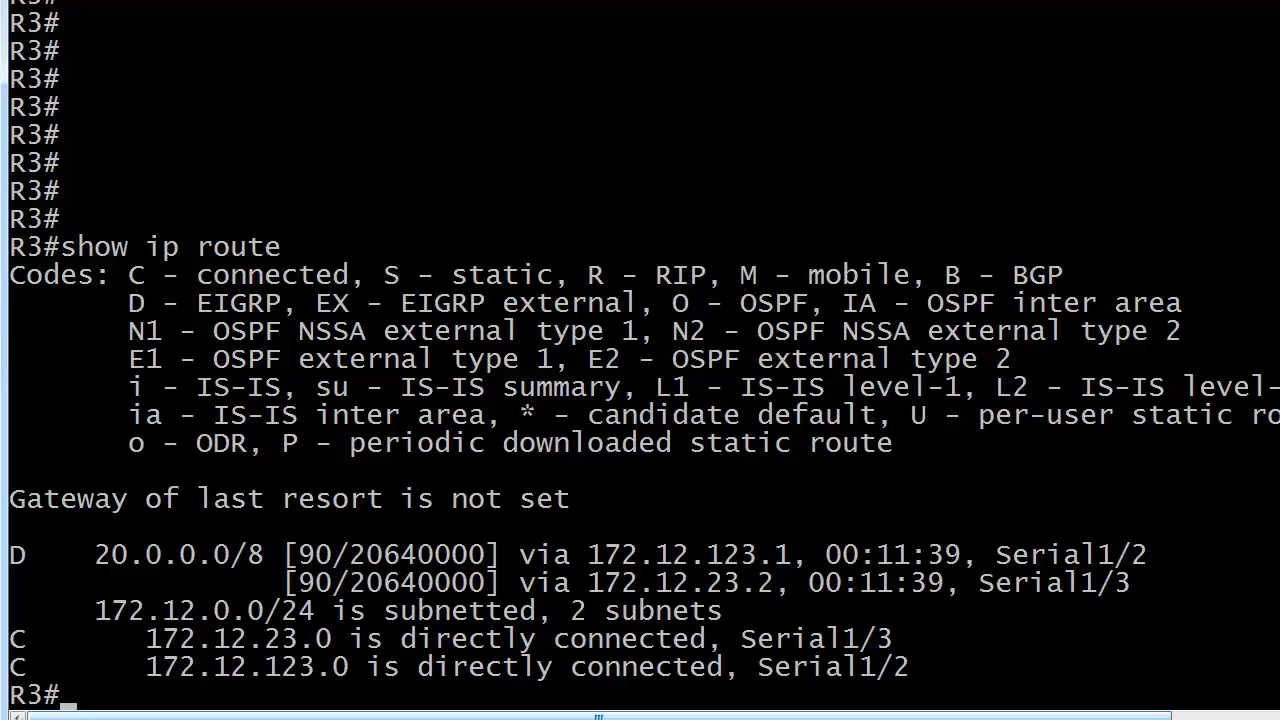 R3#
R3#
R3#
R3#
R3#
R3#
R3#
R3#
R3#
R3#show ip route
Codes: C - connected, S - static, R - RIP, M - mobile, B - BGP
D - EIGRP, EX - EIGRP external, O - OSPF, IA - OSPF inter area
N1 - OSPF NSSA external type 1, N2 - OSPF NSSA external type 2
E1 - OSPF external type 1, E2 - OSPF external type 2
i - IS-IS, su - IS-IS summary, L1 - IS-IS level-1, L2 - IS-IS level-
ia - IS-IS inter area, * - candidate default, U - per-user static ro
o - ODR, P - periodic downloaded static route
Gateway of last resort is not set
D 20.0.0.0/8 [90/20640000] via 172.12.123.1, 00:11:39, Serial1/2
[90/20640000] via 172.12.23.2, 00:11:39, Serial1/3
172.12.0.0/24 is subnetted, 2 subnets
C 172.12.23.0 is directly connected, Serial1/3
C 172.12.123.0 is directly connected, Serial1/2
R3#